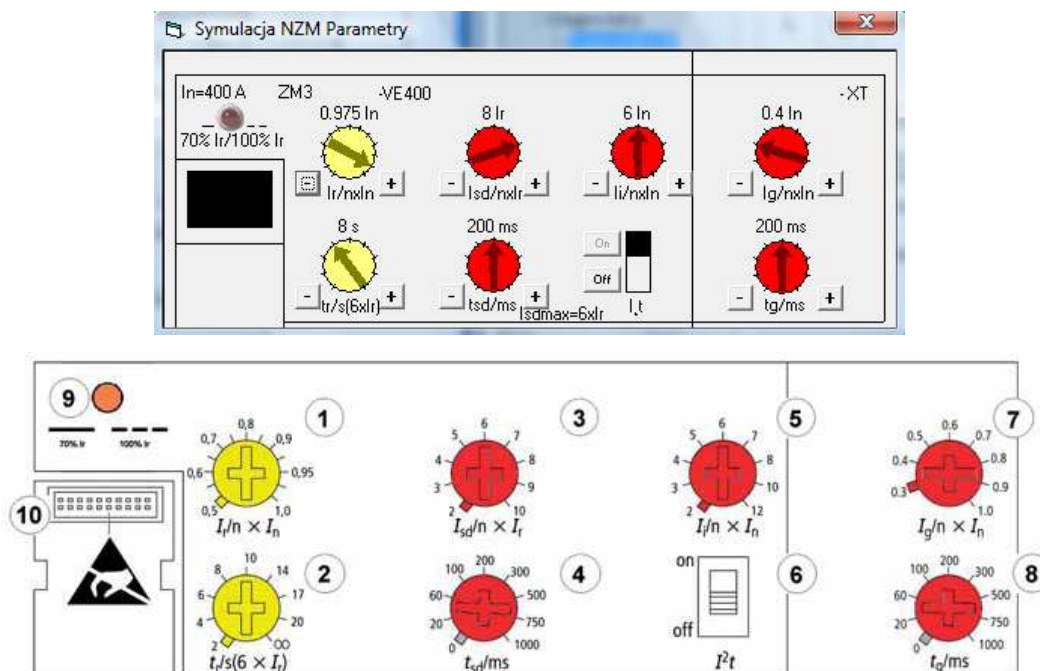 Symulacja NZM Parametry
In=400 A ZM3 -VE400 -XT
0.975 In 8 Ir 6 In 0.4 In
70% Ir/100% Ir
- + - + - + - +
Ir/nxIn Isd/nxIr Ii/nxIn Ig/nxIn
8 s 200 ms 200 ms
On
Off
- + - + - +
tr/s(6xIr) tsd/ms I,t tg/ms
Isdmax=6xIr
9 70% Ir 100% Ir
1 0,5 0,6 0,7 0,8 0,9 0,95 1,0
Ir/n × In
3 2 3 4 5 6 7 8 9 10
Isd/n × Ir
5 2 3 4 5 6 7 8 10 12
Ii/n × In
7 0.3 0.4 0.5 0.6 0.7 0.8 0.9 1.0
Ig/n × In
10
2 2 4 6 8 10 14 17 20 ∞
tr/s(6 × Ir)
4 0 20 60 100 200 300 500 750 1000
tsd/ms
6 on
off
I²t
8 0 20 60 100 200 300 500 750 1000
tg/ms